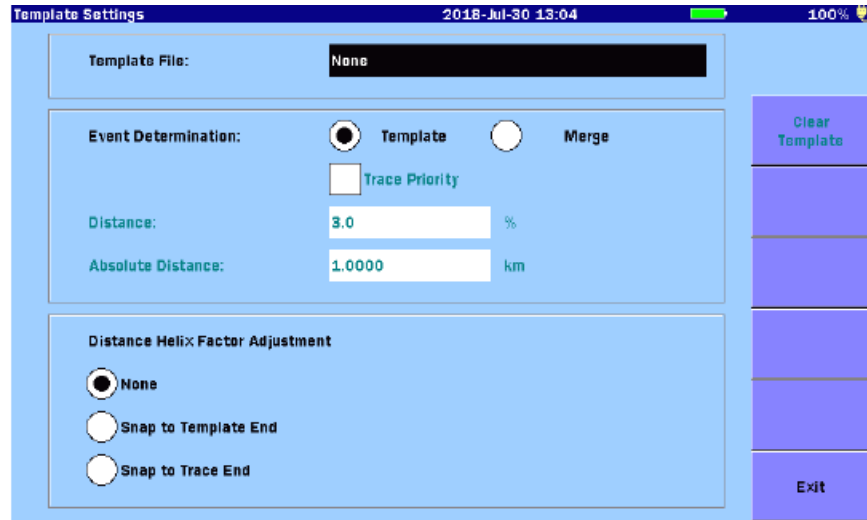 Template Settings 2018-Jul-30 13:04 100%
Template File: None
Event Determination: Template Merge
Trace Priority
Distance: 3.0 %
Absolute Distance: 1.0000 km
Distance Helix Factor Adjustment
None
Snap to Template End
Snap to Trace End
Clear
Template
Exit